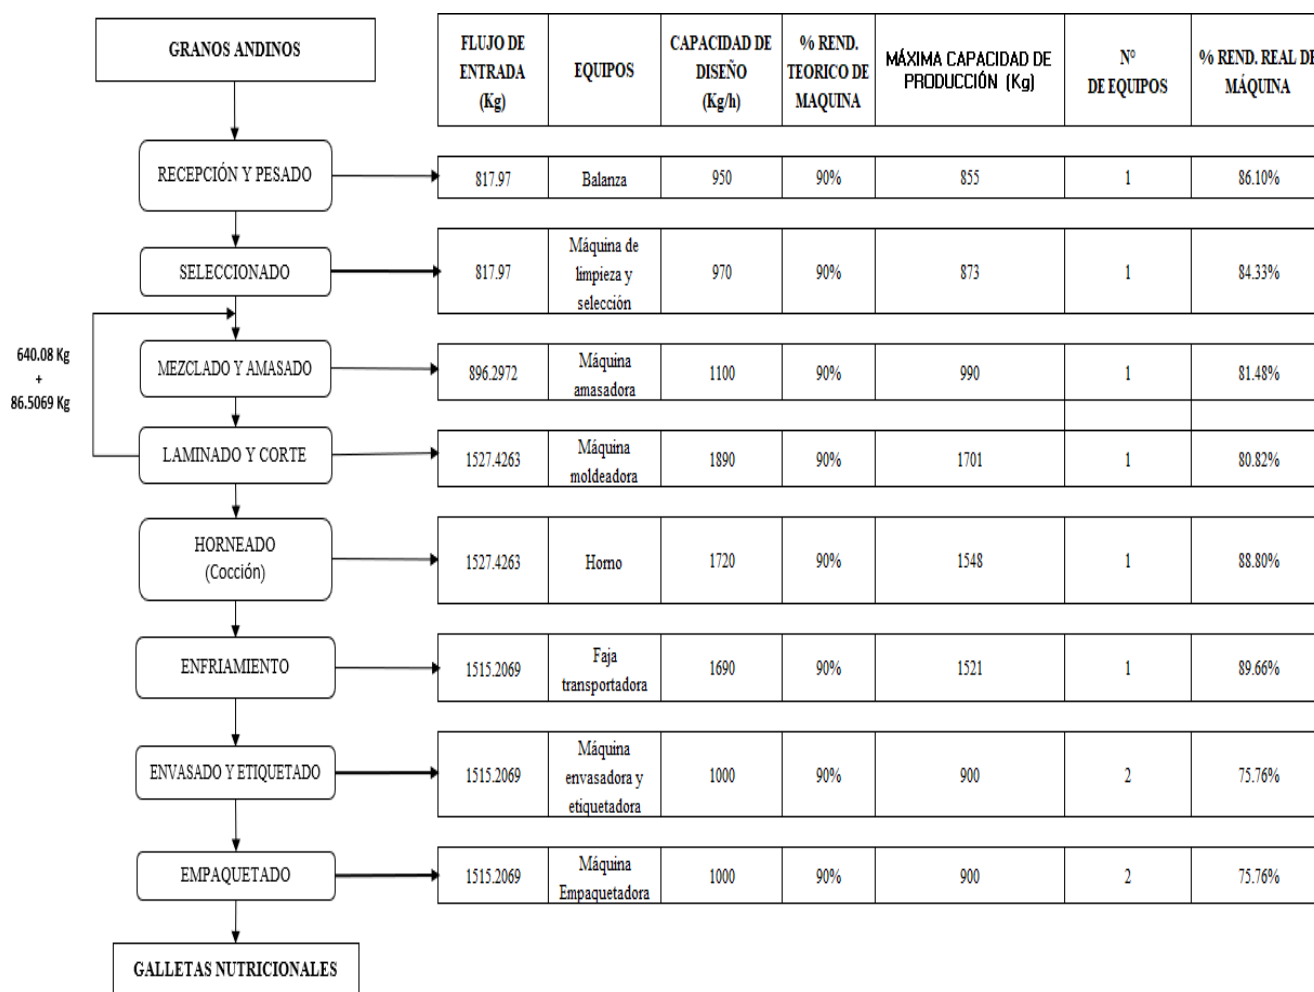 GRANOS ANDINOS
FLUJO DE
ENTRADA
(Kg)
EQUIPOS
CAPACIDAD DE
DISEÑO
(Kg/h)
% REND.
TEORICO DE
MAQUINA
MÁXIMA CAPACIDAD DE
PRODUCCIÓN (Kg)
N°
DE EQUIPOS
% REND. REAL DE
MÁQUINA
RECEPCIÓN Y PESADO
817.97
Balanza
950
90%
855
1
86.10%
SELECCIONADO
817.97
Máquina de
limpieza y
selección
970
90%
873
1
84.33%
640.08 Kg
+
86.5069 Kg
MEZCLADO Y AMASADO
896.2972
Máquina
amasadora
1100
90%
990
1
81.48%
LAMINADO Y CORTE
1527.4263
Máquina
moldeadora
1890
90%
1701
1
80.82%
HORNEADO
(Cocción)
1527.4263
Horno
1720
90%
1548
1
88.80%
ENFRIAMIENTO
1515.2069
Faja
transportadora
1690
90%
1521
1
89.66%
ENVASADO Y ETIQUETADO
1515.2069
Máquina
envasadora y
etiquetadora
1000
90%
900
2
75.76%
EMPAQUETADO
1515.2069
Máquina
Empaquetadora
1000
90%
900
2
75.76%
GALLETAS NUTRICIONALES